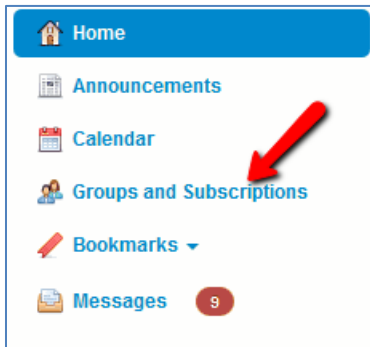 Home
Announcements
Calendar
Groups and Subscriptions
Bookmarks
Messages 9